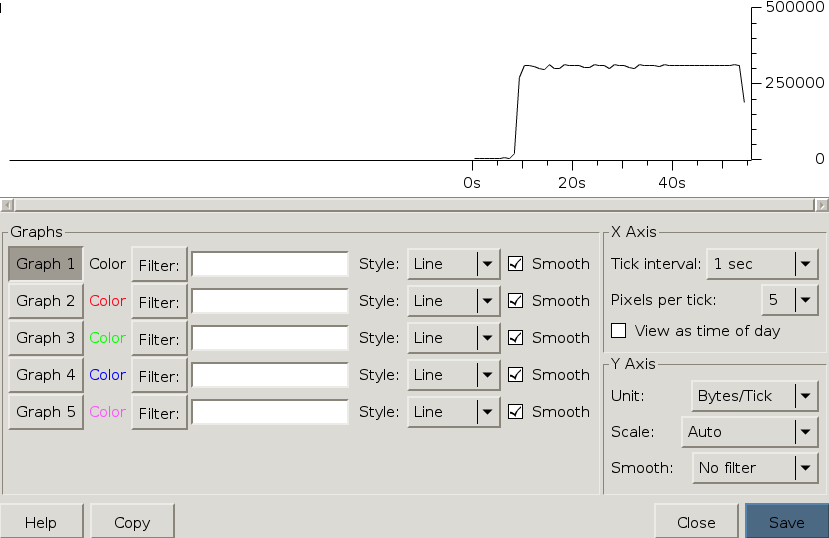 500000
250000
0
0s 20s 40s
Graphs
Graph 1 Color Filter: Style: Line Smooth
Graph 2 Color Filter: Style: Line Smooth
Graph 3 Color Filter: Style: Line Smooth
Graph 4 Color Filter: Style: Line Smooth
Graph 5 Color Filter: Style: Line Smooth
X Axis
Tick interval: 1 sec
Pixels per tick: 5
View as time of day
Y Axis
Unit: Bytes/Tick
Scale: Auto
Smooth: No filter
Help Copy Close Save